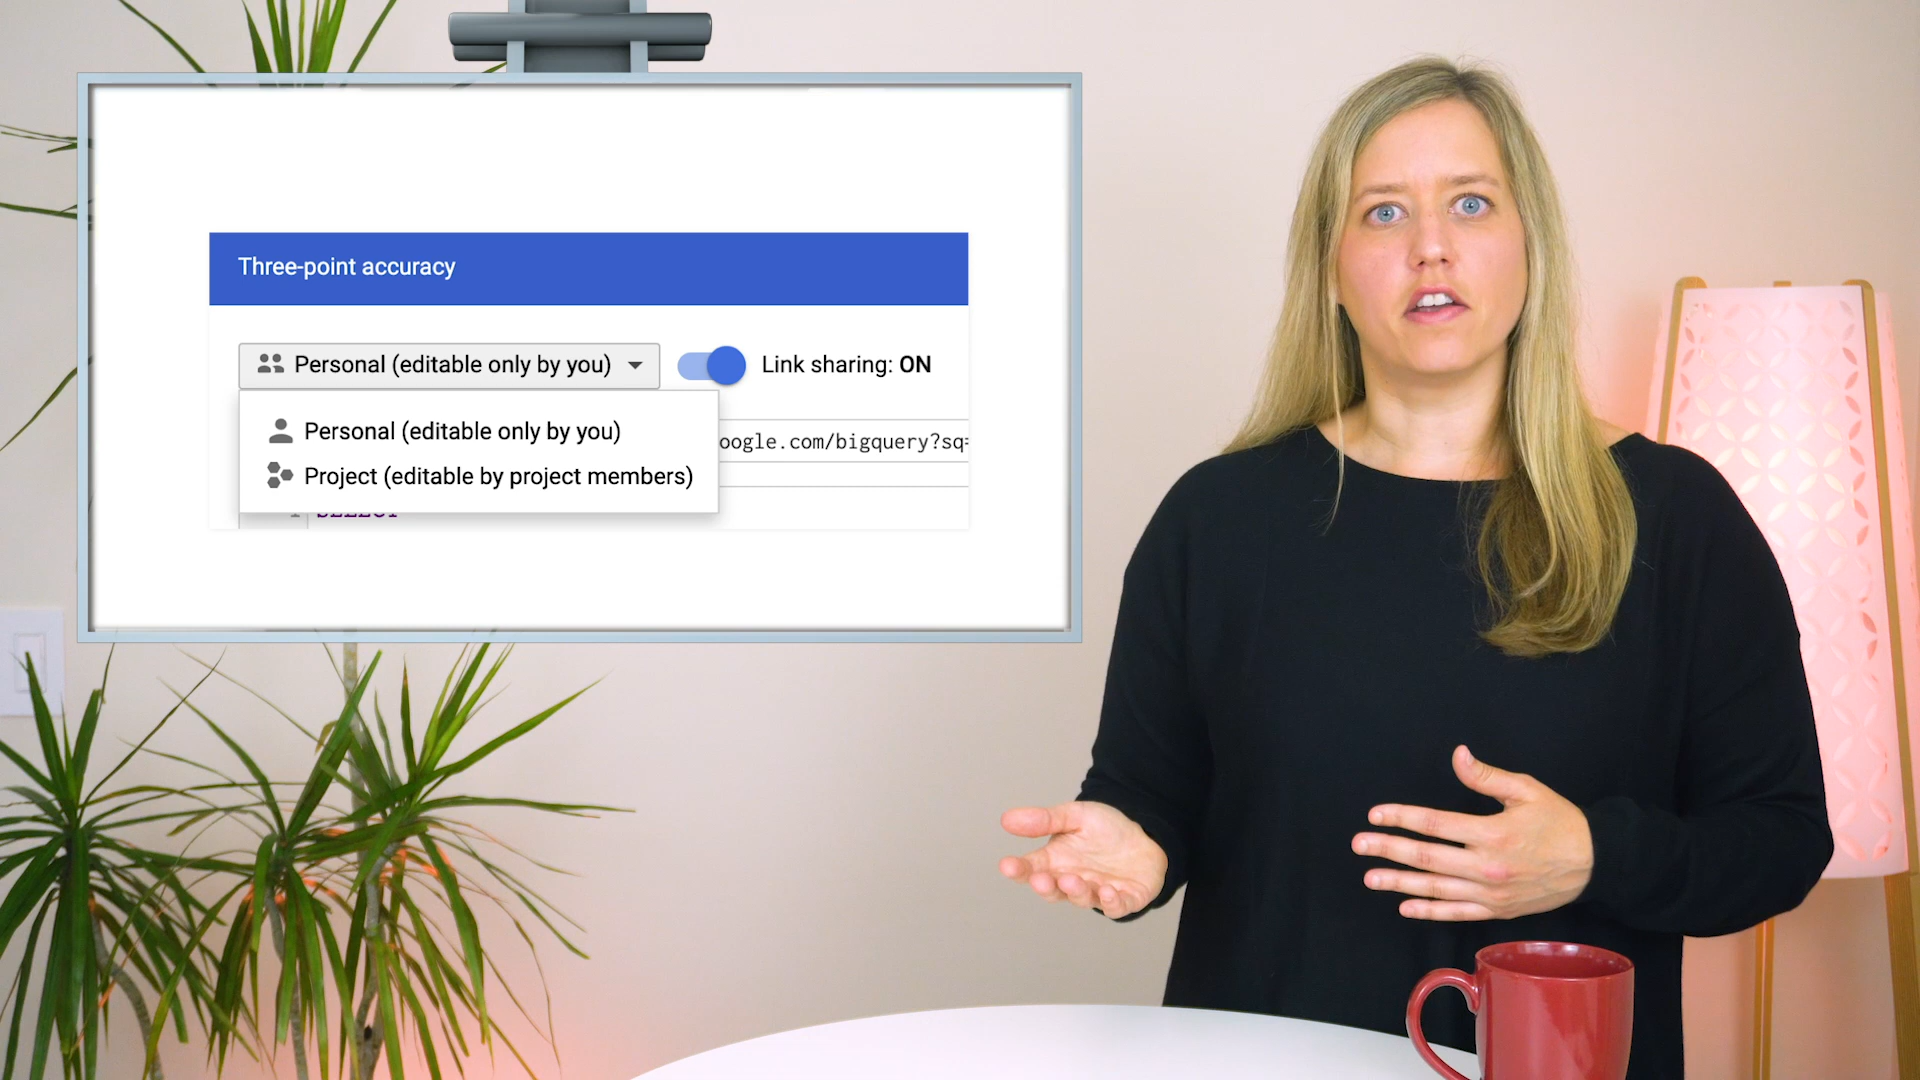 Three-point accuracy
Personal (editable only by you)
Link sharing: ON
Personal (editable only by you)
oogle.com/bigquery?sq=
Project (editable by project members)